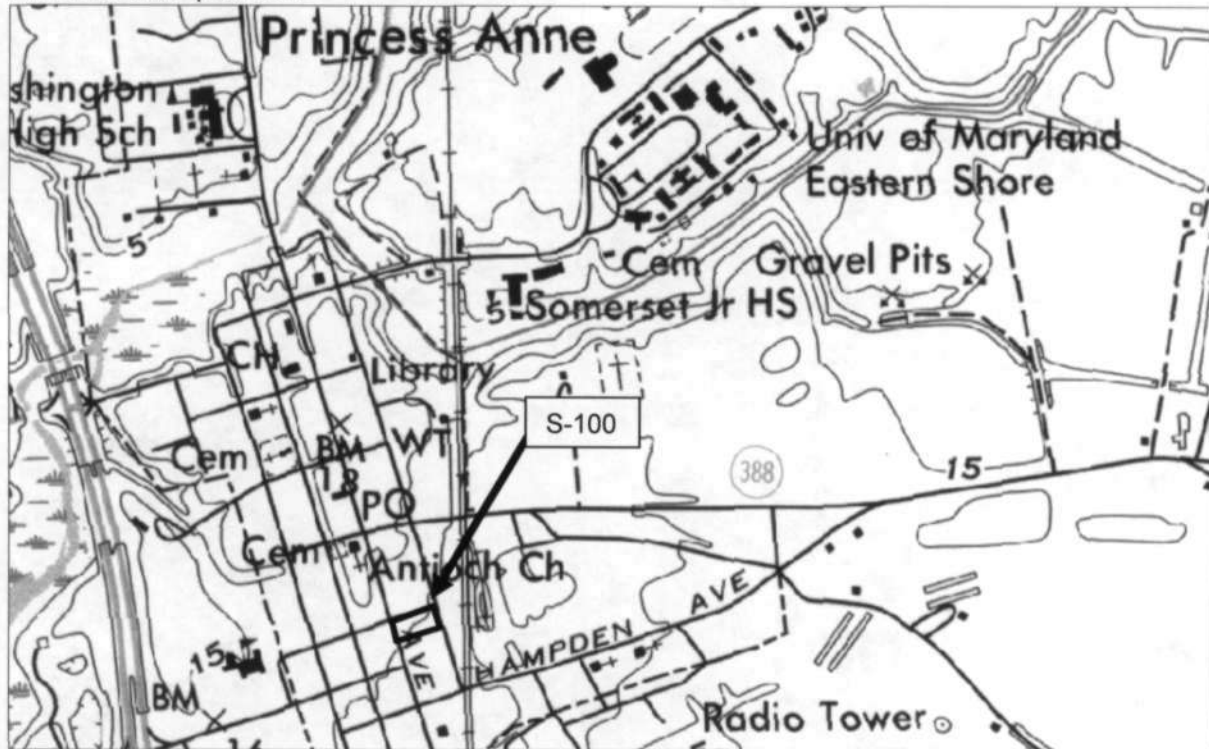 Princess Anne
shington
High Sch
Univ of Maryland
Eastern Shore
5
Cem
Gravel Pits
5
Somerset Jr HS
CH
Library
S-100
WT
BM
Cem
18
388
15
PO
Cem
Antioch Ch
AVE
HAMPDEN
AVE
15
BM
Radio Tower